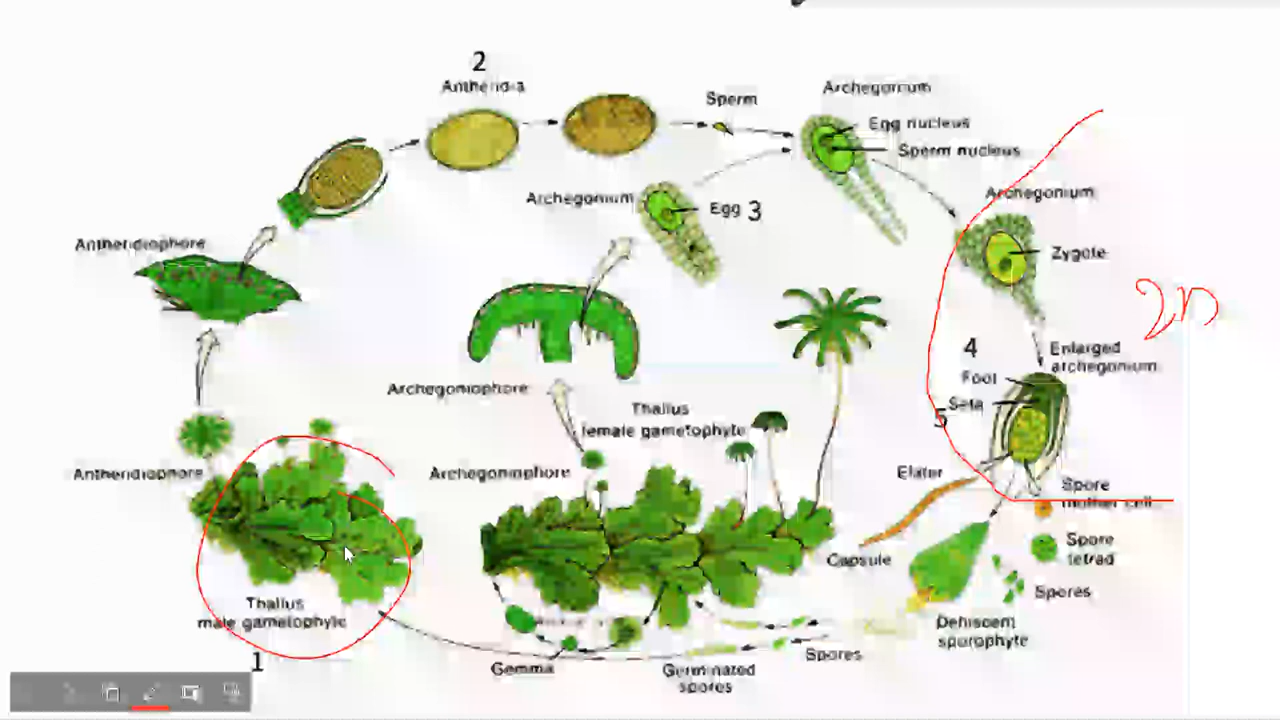 2
Antheridia
Sperm
Archegonium
Egg nucleus
Sperm nucleus
Archegonium
Egg 3
Archegonium
Zygote
2n
Antheridiophore
4
Enlarged
archegonium
Foot
Seta
5
Archegoniophore
Thallus
female gametophyte
Antheridiophore
Archegoniophore
Elater
Spore
mother cell
Spore
tetrad
Capsule
Spores
Thallus
male gametophyte
Dehiscent
sporophyte
1
Gemma
Germinated
spores
Spores